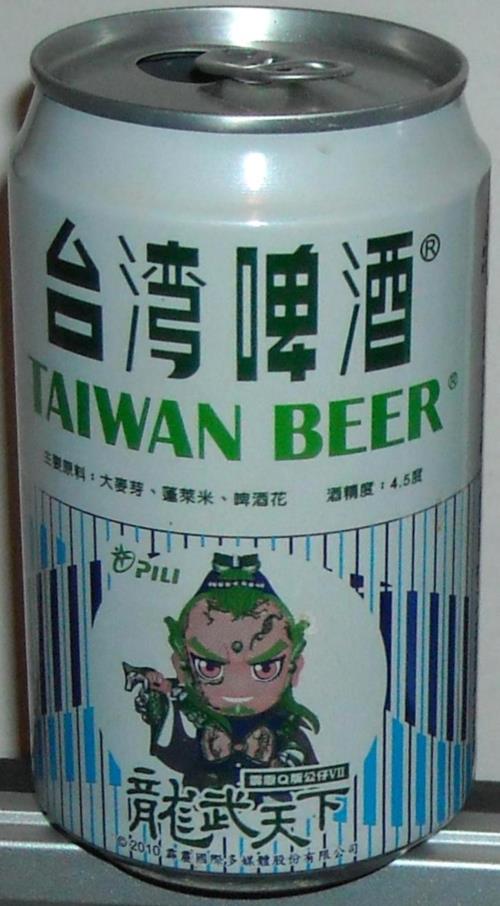 台湾啤酒®
TAIWAN BEER®
主要原料：大麥芽、蓬萊米、啤酒花 酒精度：4.5度
PILI
霹靂Q版公仔VII
龍武天下
©2010 霹靂國際多媒體股份有限公司